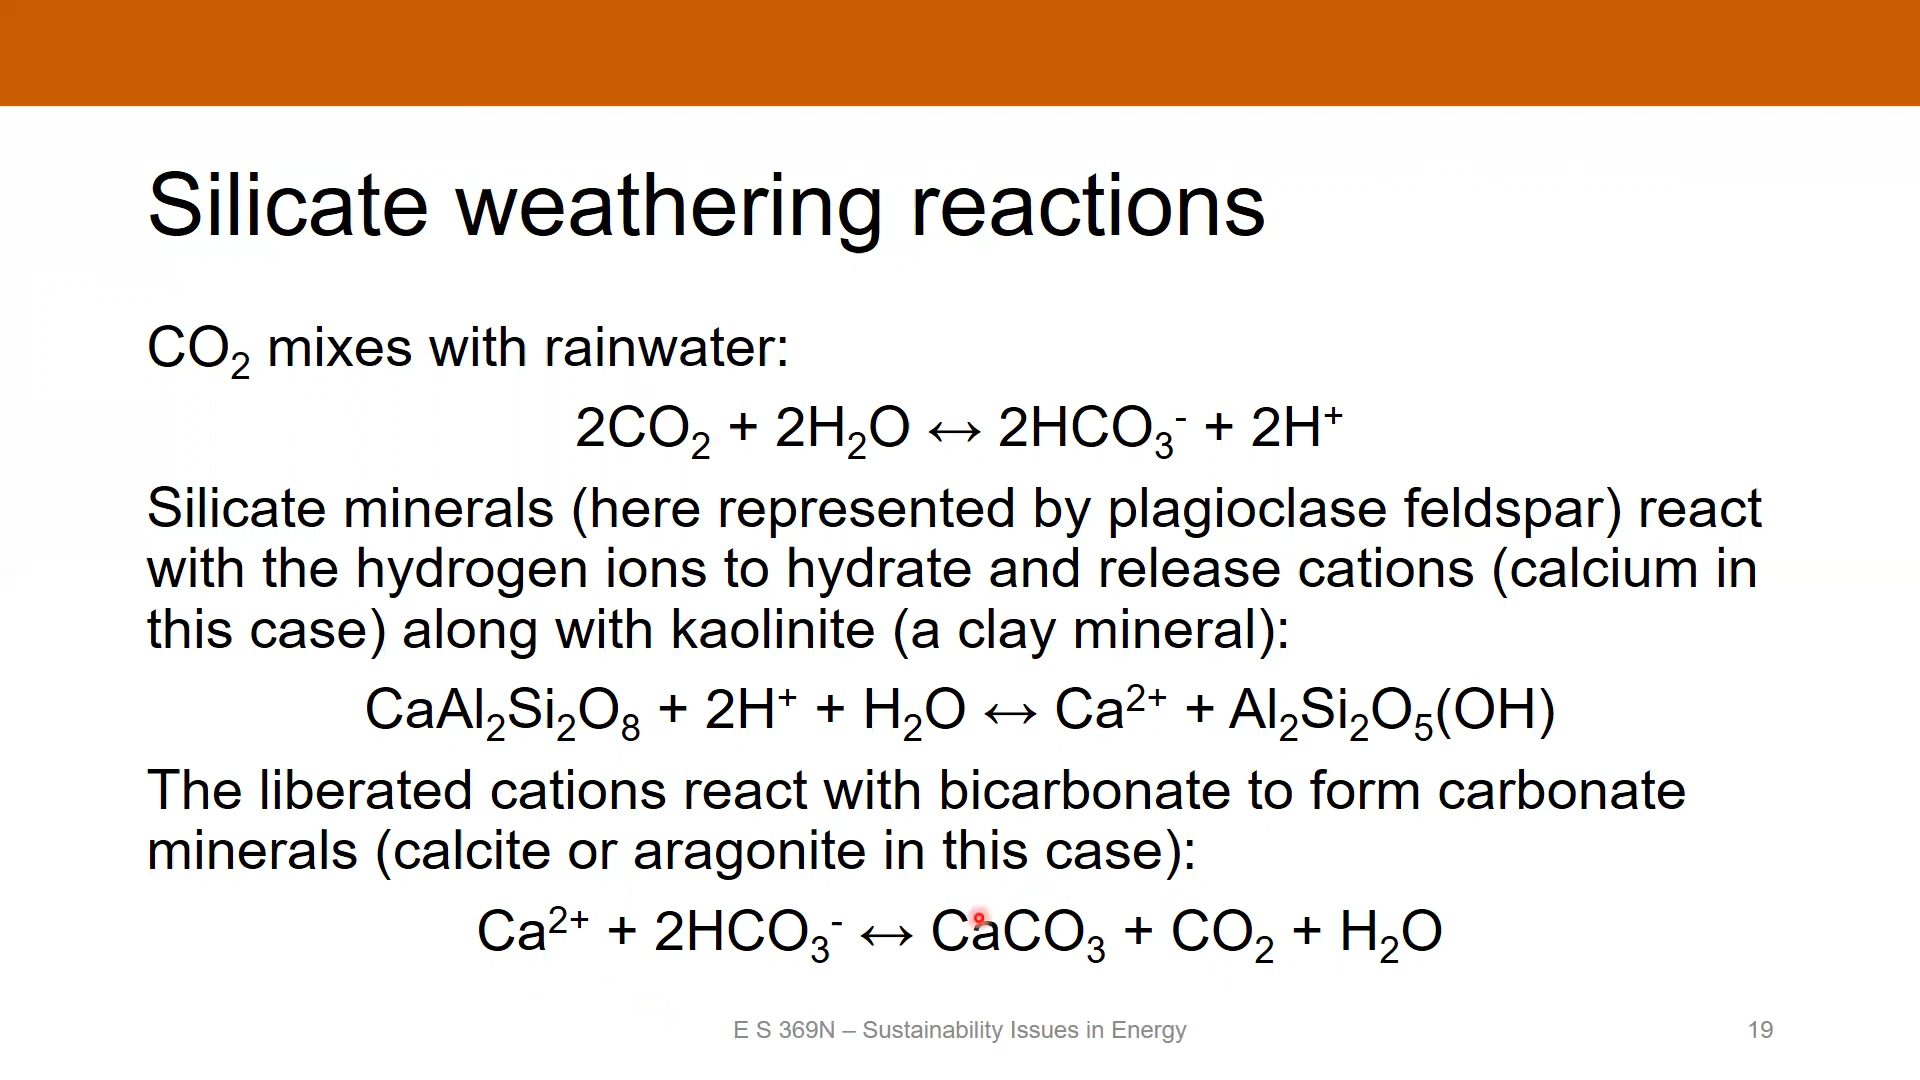 Silicate weathering reactions
CO₂ mixes with rainwater:
2CO₂ + 2H₂O ↔ 2HCO₃⁻ + 2H⁺
Silicate minerals (here represented by plagioclase feldspar) react
with the hydrogen ions to hydrate and release cations (calcium in
this case) along with kaolinite (a clay mineral):
CaAl₂Si₂O₈ + 2H⁺ + H₂O ↔ Ca²⁺ + Al₂Si₂O₅(OH)
The liberated cations react with bicarbonate to form carbonate
minerals (calcite or aragonite in this case):
Ca²⁺ + 2HCO₃⁻ ↔ CaCO₃ + CO₂ + H₂O
E S 369N – Sustainability Issues in Energy
19